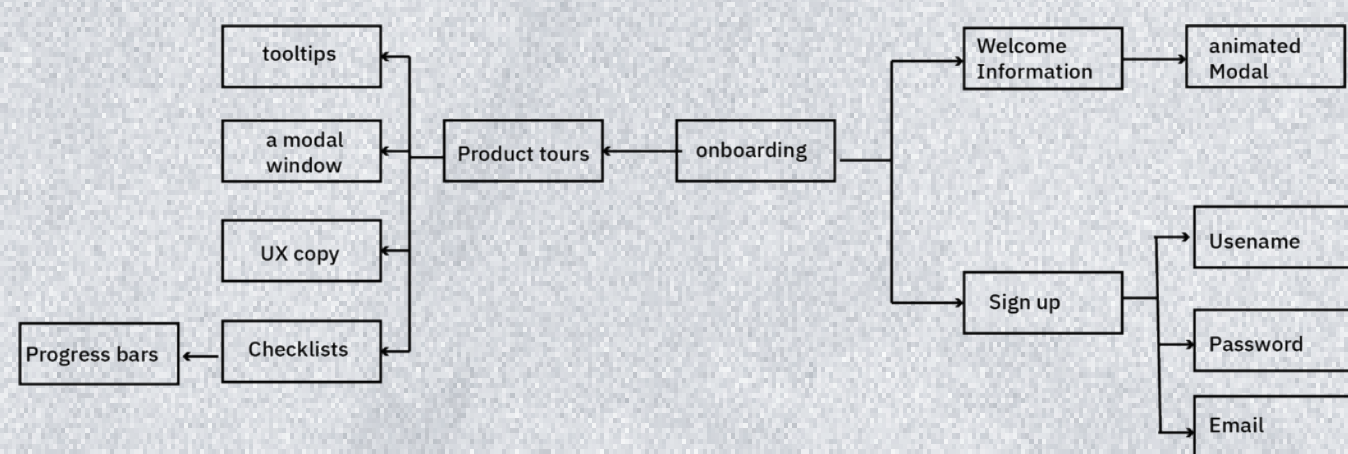 tooltips
a modal
window
UX copy
Checklists
Progress bars
Product tours
onboarding
Welcome
Information
animated
Modal
Sign up
Usename
Password
Email